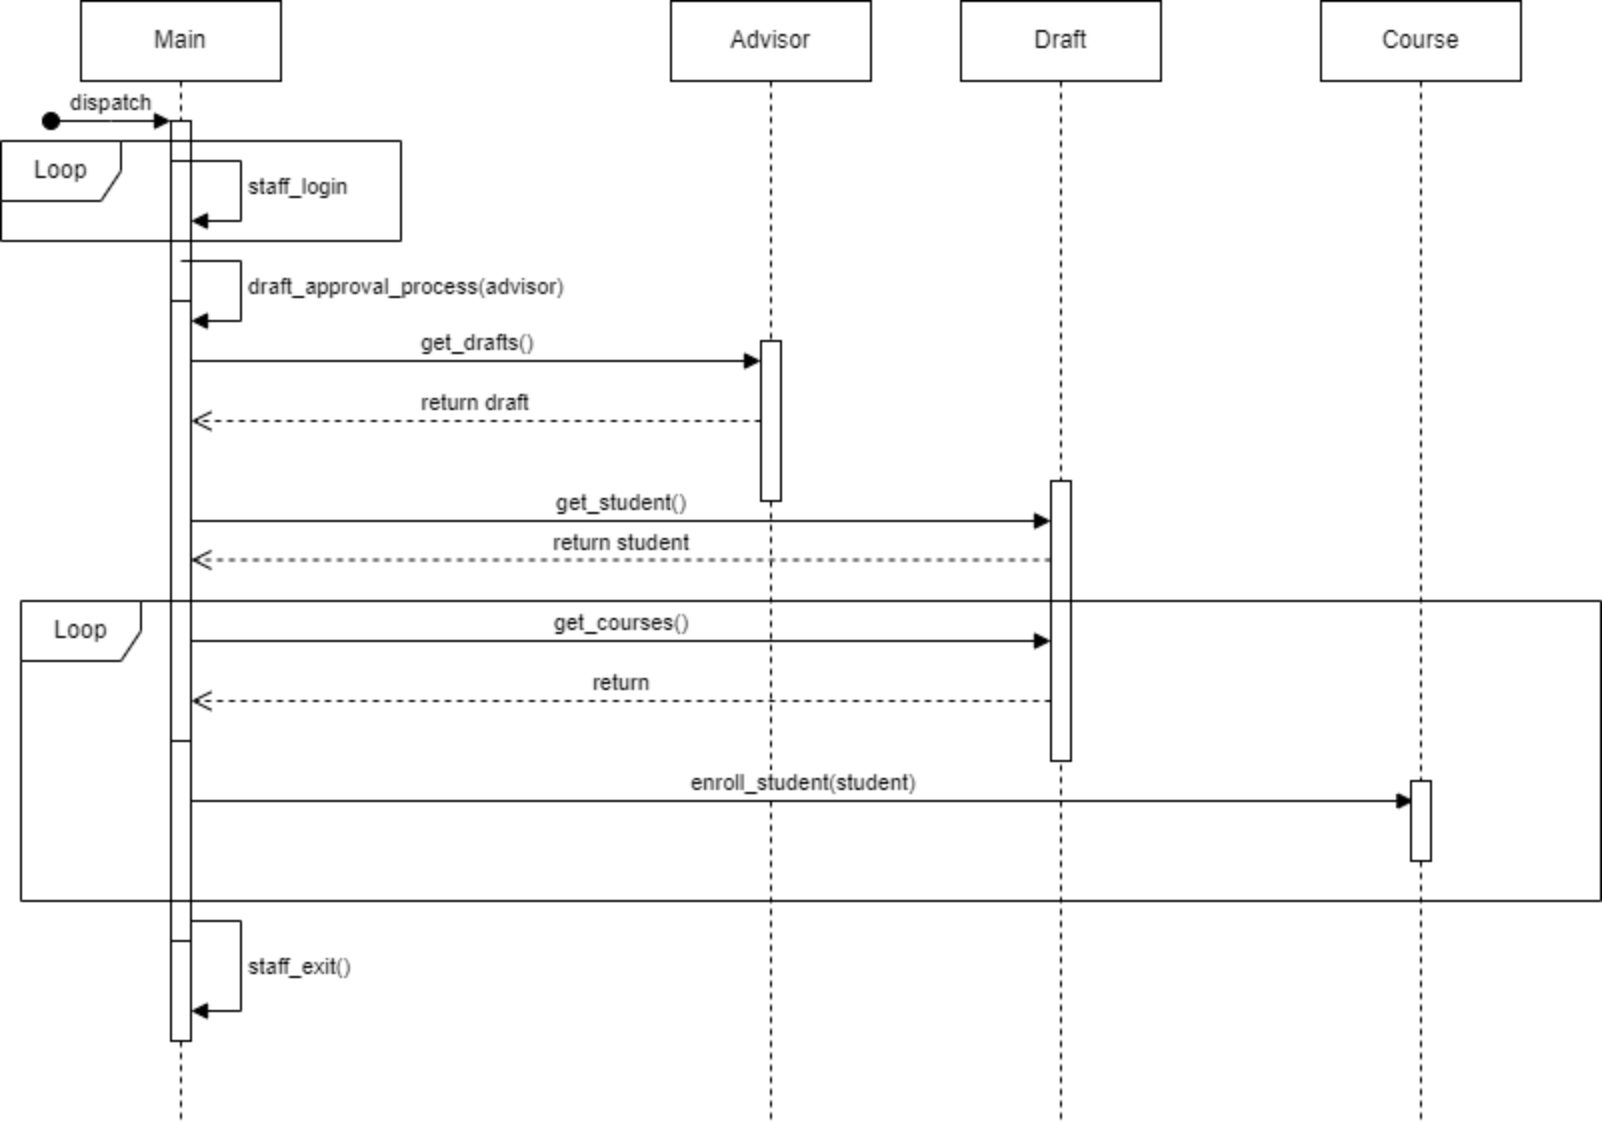 Main
Advisor
Draft
Course
dispatch
Loop
staff_login
draft_approval_process(advisor)
get_drafts()
return draft
get_student()
return student
Loop
get_courses()
return
enroll_student(student)
staff_exit()